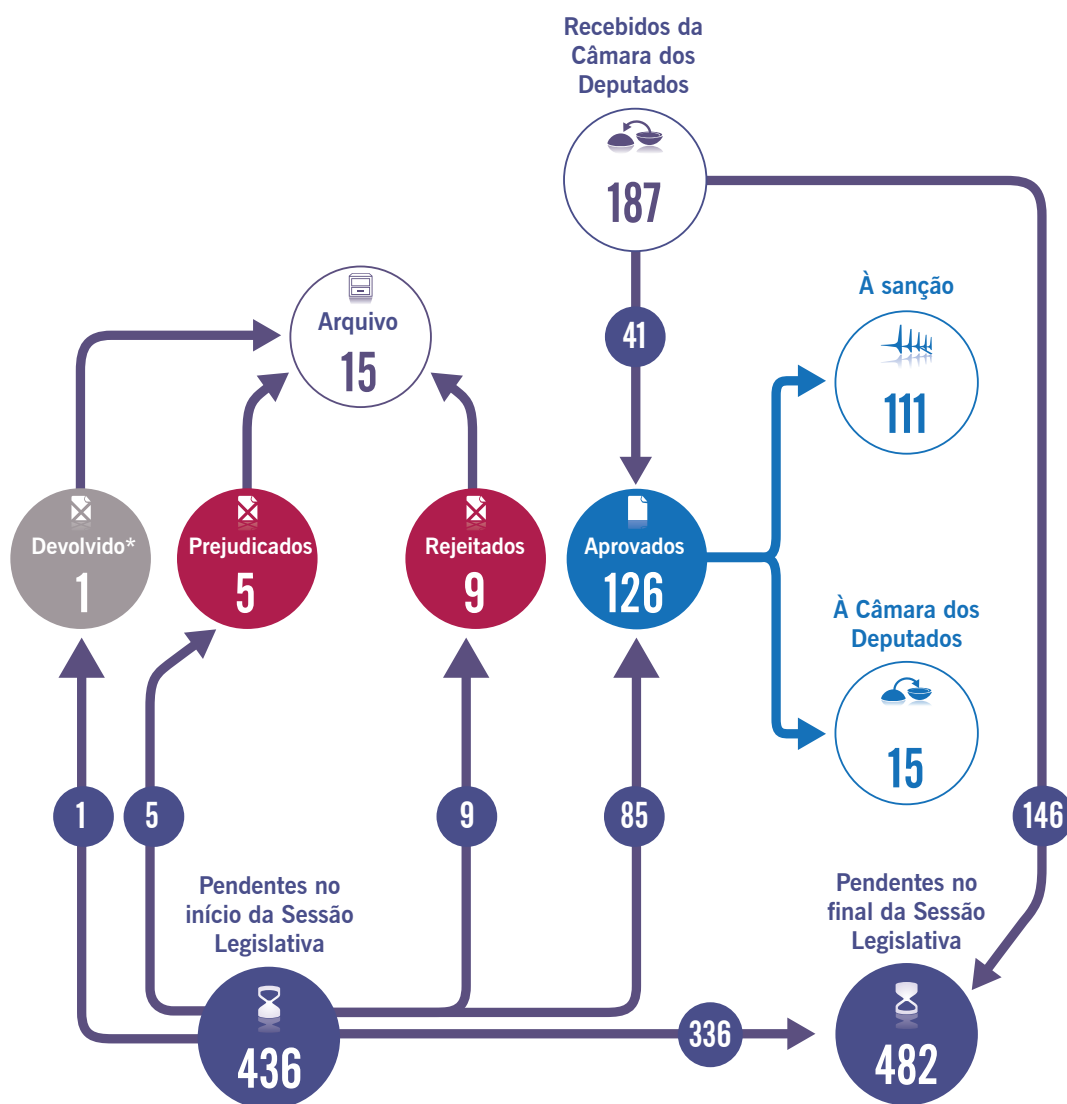 Recebidos da
Câmara dos
Deputados
187
Arquivo
15
41
À sanção
111
Devolvido*
1
Prejudicados
5
Rejeitados
9
Aprovados
126
À Câmara dos
Deputados
15
1
5
9
85
146
Pendentes no
início da Sessão
Legislativa
436
336
Pendentes no
final da Sessão
Legislativa
482